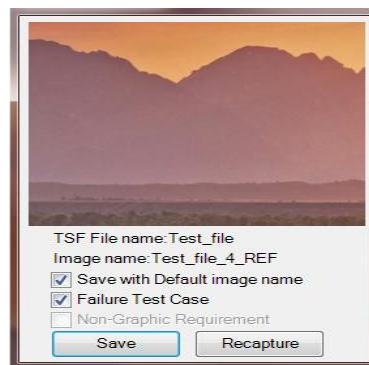 TSF File name:Test_file
Image name:Test_file_4_REF
Save with Default image name
Failure Test Case
Non-Graphic Requirement
Save Recapture